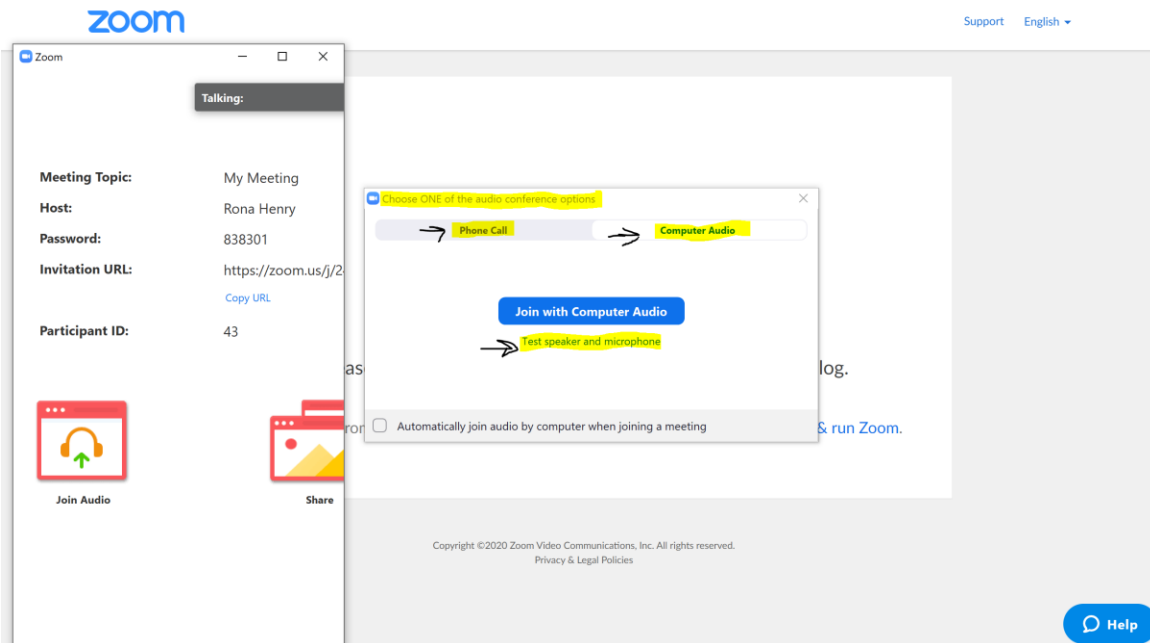 zoom
Support English
Zoom
Talking:
Meeting Topic: My Meeting
Host: Rona Henry
Password: 838301
Invitation URL: https://zoom.us/j/2
Copy URL
Participant ID: 43
Join Audio
Share
Choose ONE of the audio conference options
Phone Call Computer Audio
Join with Computer Audio
Test speaker and microphone
Automatically join audio by computer when joining a meeting
log.
& run Zoom.
Copyright ©2020 Zoom Video Communications, Inc. All rights reserved.
Privacy & Legal Policies
Help